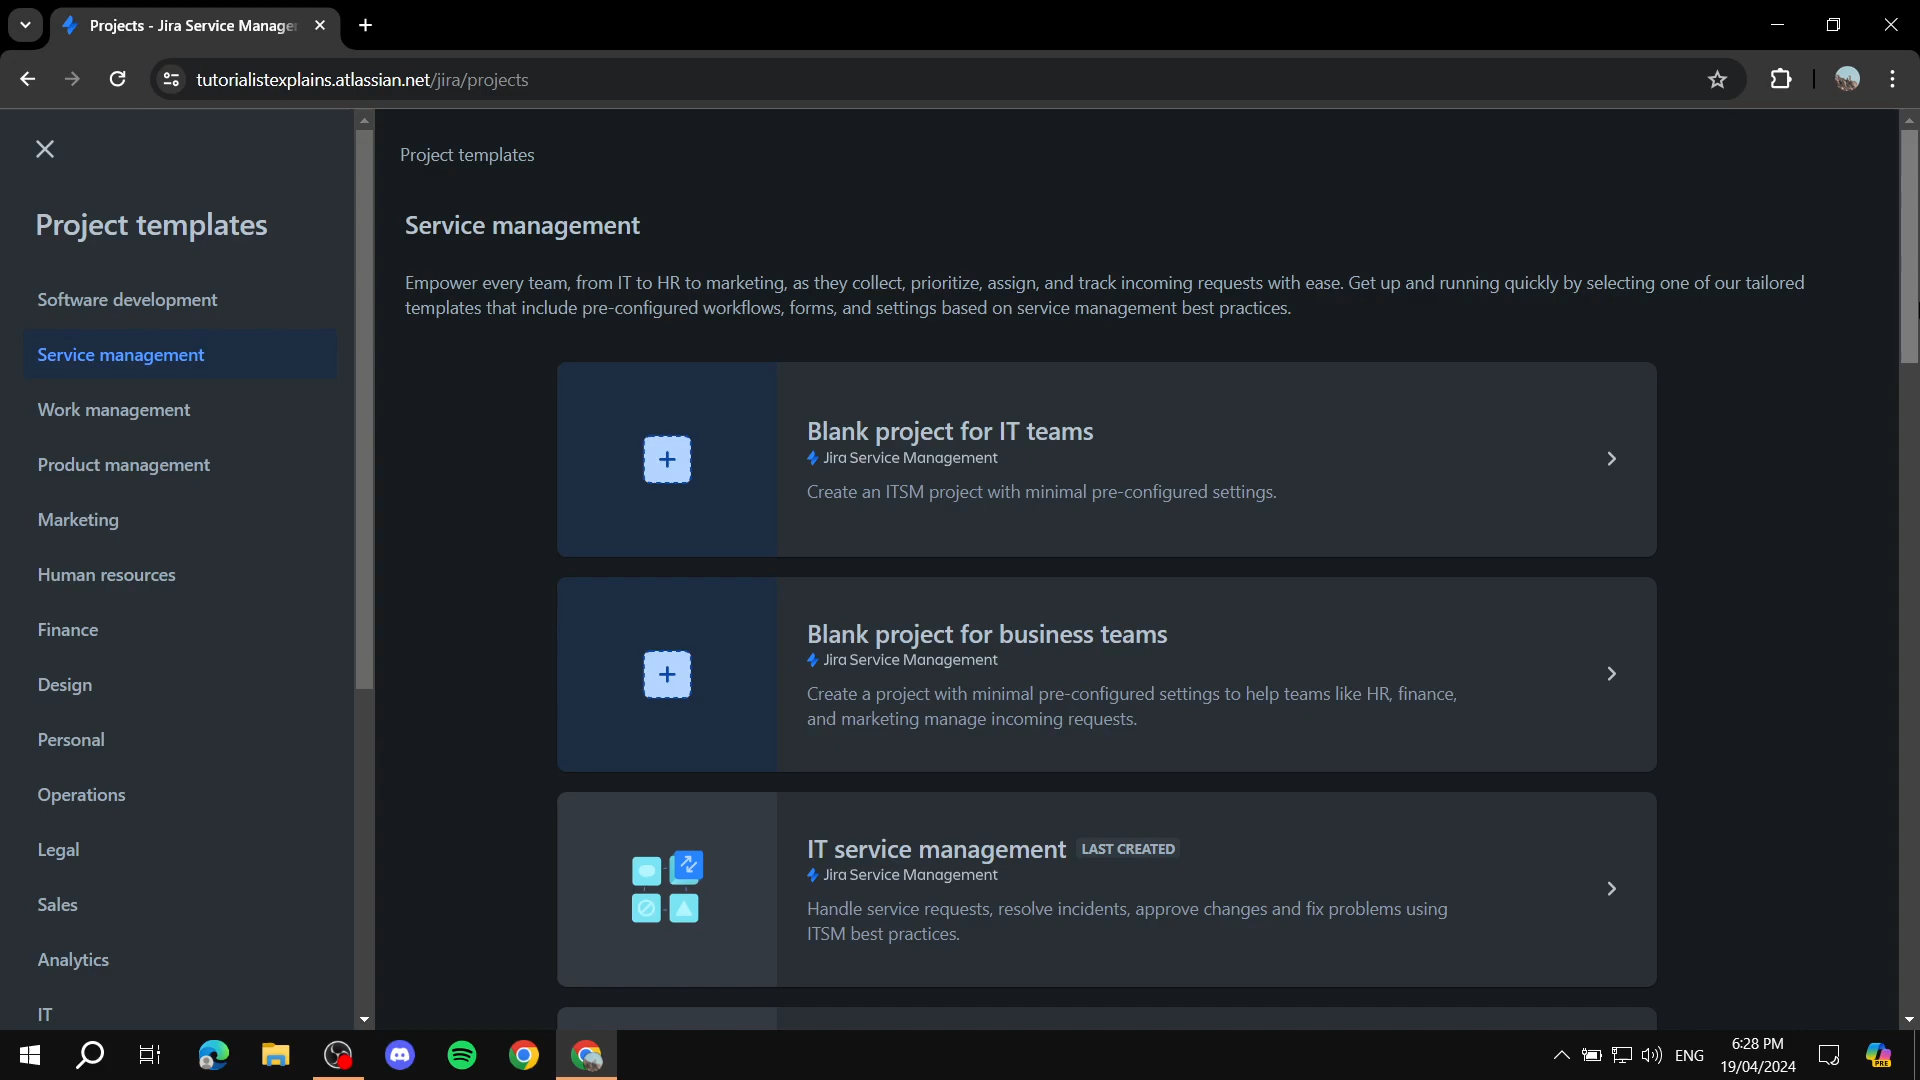 Projects - Jira Service Manage
tutorialistexplains.atlassian.net/jira/projects
Project templates
Software development
Service management
Work management
Product management
Marketing
Human resources
Finance
Design
Personal
Operations
Legal
Sales
Analytics
IT
Project templates
Service management
Empower every team, from IT to HR to marketing, as they collect, prioritize, assign, and track incoming requests with ease. Get up and running quickly by selecting one of our tailored
templates that include pre-configured workflows, forms, and settings based on service management best practices.
Blank project for IT teams
Jira Service Management
Create an ITSM project with minimal pre-configured settings.
Blank project for business teams
Jira Service Management
Create a project with minimal pre-configured settings to help teams like HR, finance,
and marketing manage incoming requests.
IT service management LAST CREATED
Jira Service Management
Handle service requests, resolve incidents, approve changes and fix problems using
ITSM best practices.
ENG
6:28 PM
19/04/2024
PRE